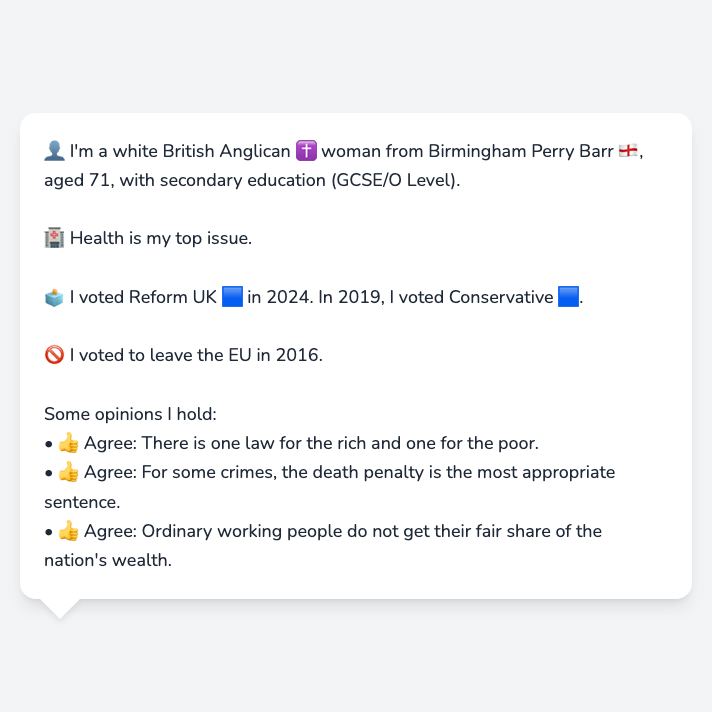 👤 I'm a white British Anglican ✝️ woman from Birmingham Perry Barr 🏴󠁧󠁢󠁥󠁮󠁧󠁿,
aged 71, with secondary education (GCSE/O Level).
🏥 Health is my top issue.
🗳️ I voted Reform UK 🟦 in 2024. In 2019, I voted Conservative 🟦.
🚫 I voted to leave the EU in 2016.
Some opinions I hold:
• 👍 Agree: There is one law for the rich and one for the poor.
• 👍 Agree: For some crimes, the death penalty is the most appropriate
sentence.
• 👍 Agree: Ordinary working people do not get their fair share of the
nation's wealth.